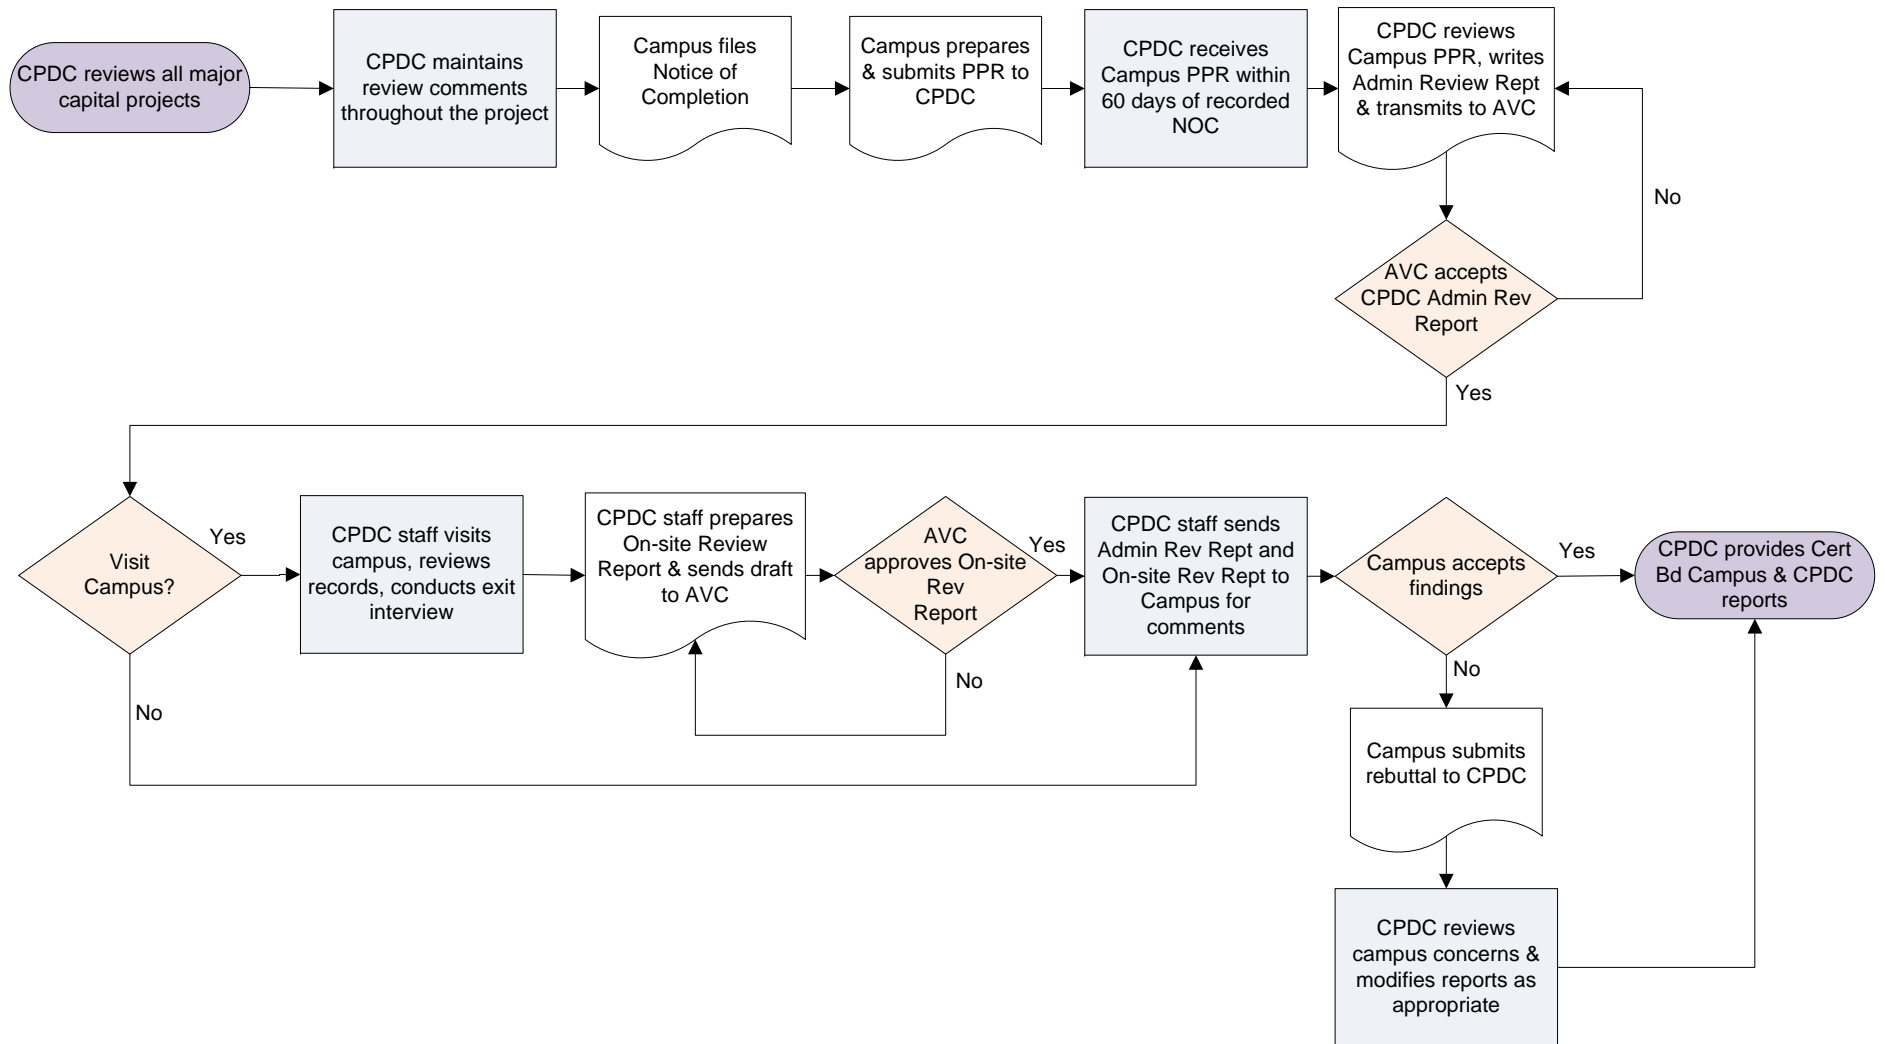 CPDC reviews all major
capital projects
CPDC maintains
review comments
throughout the project
Campus files
Notice of
Completion
Campus prepares
& submits PPR to
CPDC
CPDC receives
Campus PPR within
60 days of recorded
NOC
CPDC reviews
Campus PPR, writes
Admin Review Rept
& transmits to AVC
No
AVC accepts
CPDC Admin Rev
Report
Yes
Visit
Campus?
Yes
No
CPDC staff visits
campus, reviews
records, conducts exit
interview
CPDC staff prepares
On-site Review
Report & sends draft
to AVC
AVC
approves On-site
Rev
Report
Yes
No
CPDC staff sends
Admin Rev Rept and
On-site Rev Rept to
Campus for
comments
Campus accepts
findings
Yes
No
CPDC provides Cert
Bd Campus & CPDC
reports
Campus submits
rebuttal to CPDC
CPDC reviews
campus concerns &
modifies reports as
appropriate